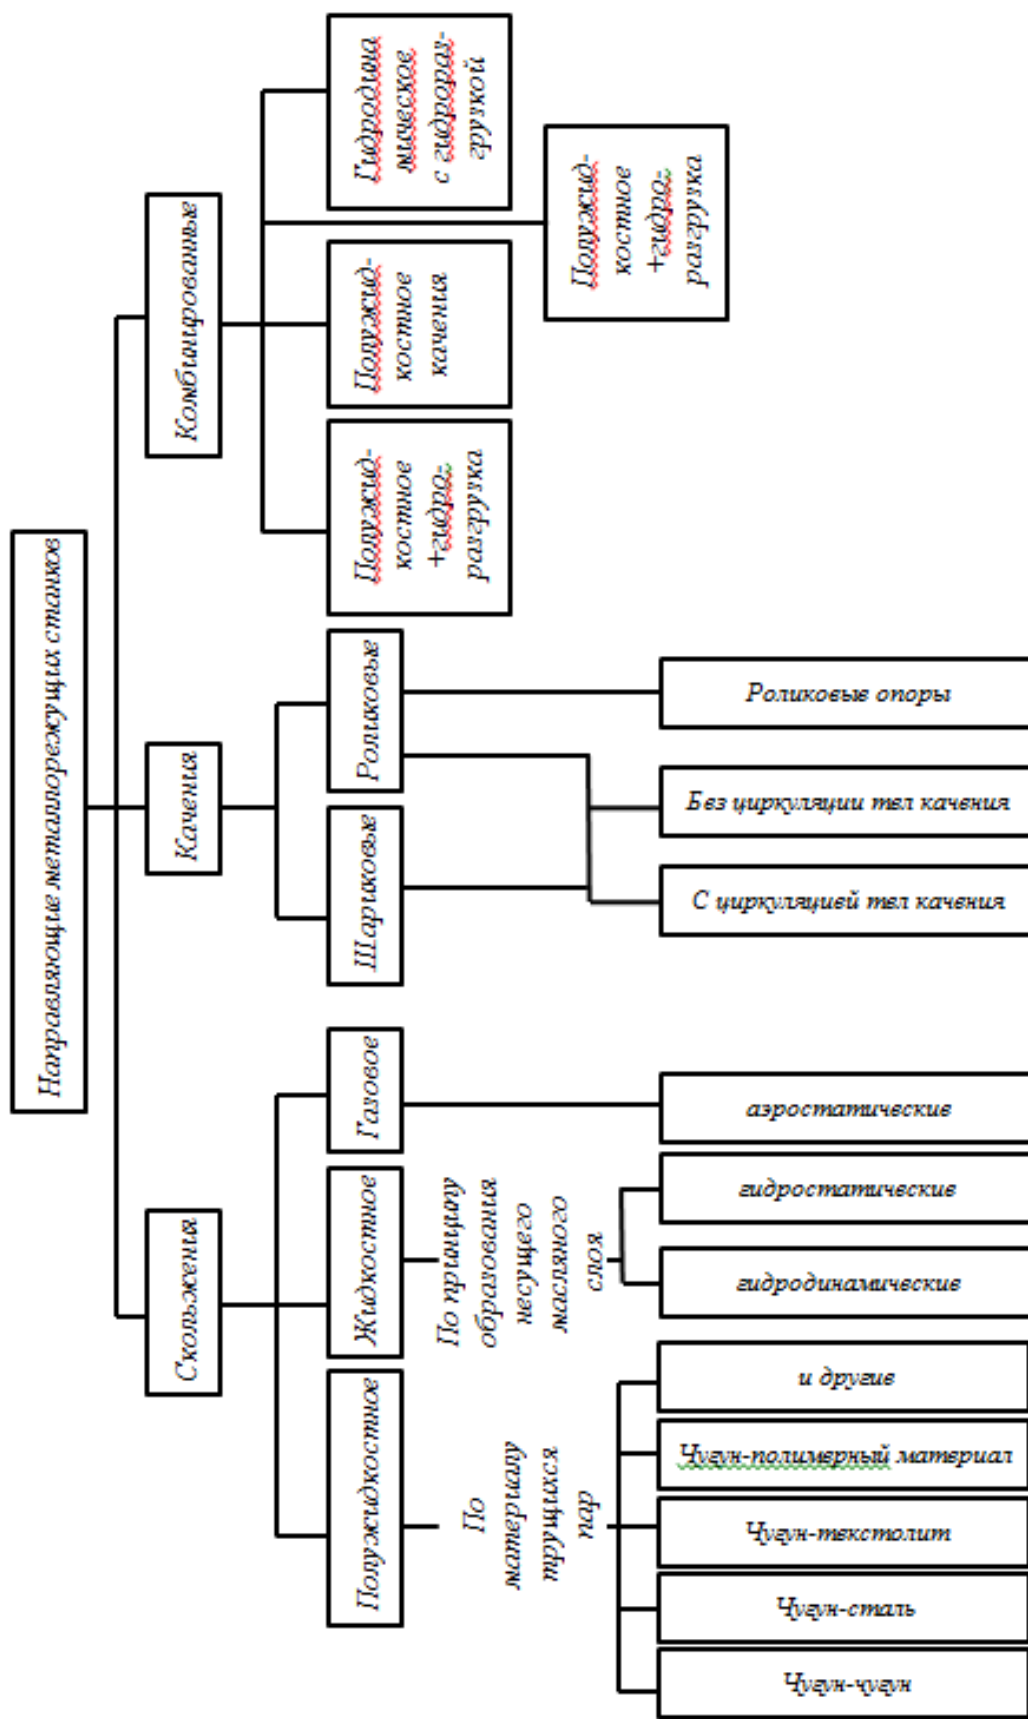 Направляющие металлорежущих станков
Скольжения
Качения
Комбинированные
Полужидкостное
Жидкостное
Газовое
Шариковые
Роликовые
Полужид-
костное
+гидро-
разгрузка
Полужид-
костное
качения
Гидродина
мическое
с гидрораз-
грузкой
По
материалу
трущихся
пар
По принципу
образования
несущего
масляного
слоя
Полужид-
костное
+гидро-
разгрузка
Чугун-чугун
Чугун-сталь
Чугун-текстолит
Чугун-полимерный материал
и другие
гидродинамические
гидростатические
аэростатические
С циркуляцией тел качения
Без циркуляции тел качения
Роликовые опоры